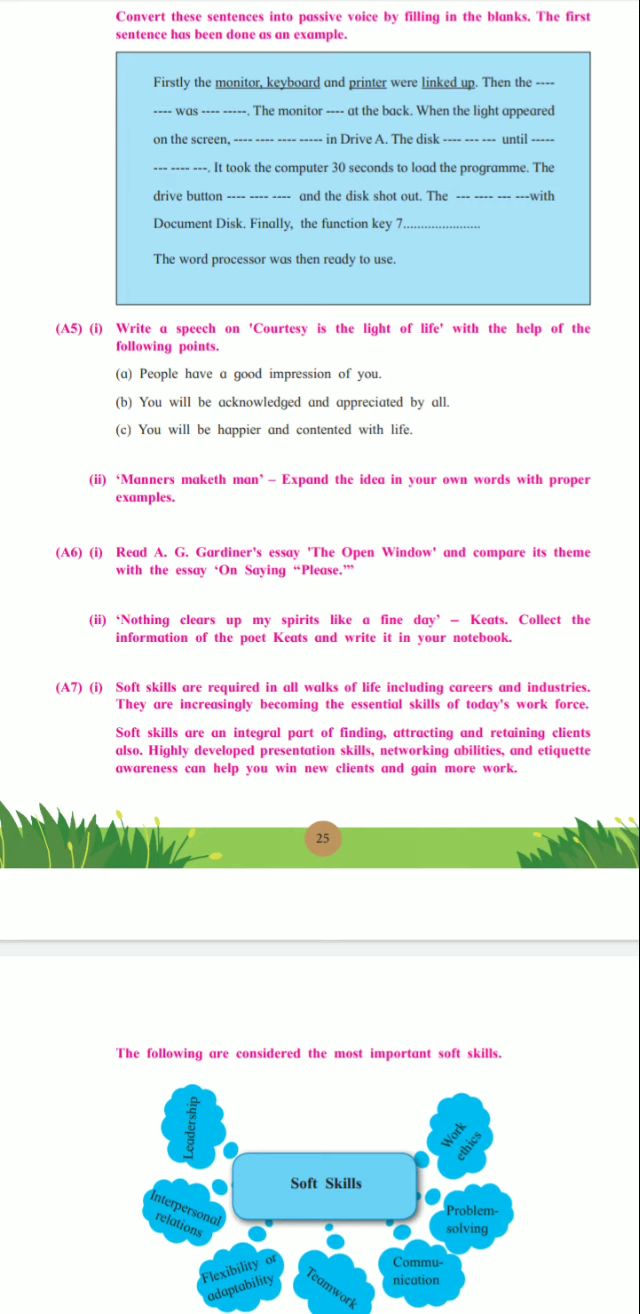 Convert these sentences into passive voice by filling in the blanks. The first
sentence has been done as an example.
Firstly the monitor, keyboard and printer were linked up. Then the ----
---- was ---- -----. The monitor ---- at the back. When the light appeared
on the screen, ---- ---- ---- ----- in Drive A. The disk ---- --- --- until -----
--- ---- ---. It took the computer 30 seconds to load the programme. The
drive button ---- ---- ---- and the disk shot out. The --- ---- --- ---with
Document Disk. Finally, the function key 7......................
The word processor was then ready to use.
(A5) (i) Write a speech on 'Courtesy is the light of life' with the help of the
following points.
(a) People have a good impression of you.
(b) You will be acknowledged and appreciated by all.
(c) You will be happier and contented with life.
(ii) ‘Manners maketh man’ – Expand the idea in your own words with proper
examples.
(A6) (i) Read A. G. Gardiner's essay 'The Open Window' and compare its theme
with the essay ‘On Saying “Please.”’
(ii) ‘Nothing clears up my spirits like a fine day’ – Keats. Collect the
information of the poet Keats and write it in your notebook.
(A7) (i) Soft skills are required in all walks of life including careers and industries.
They are increasingly becoming the essential skills of today's work force.
Soft skills are an integral part of finding, attracting and retaining clients
also. Highly developed presentation skills, networking abilities, and etiquette
awareness can help you win new clients and gain more work.
25
The following are considered the most important soft skills.
Leadership
Work
ethics
Soft Skills
Interpersonal
relations
Problem-
solving
Flexibility or
adaptability
Teamwork
Commu-
nication